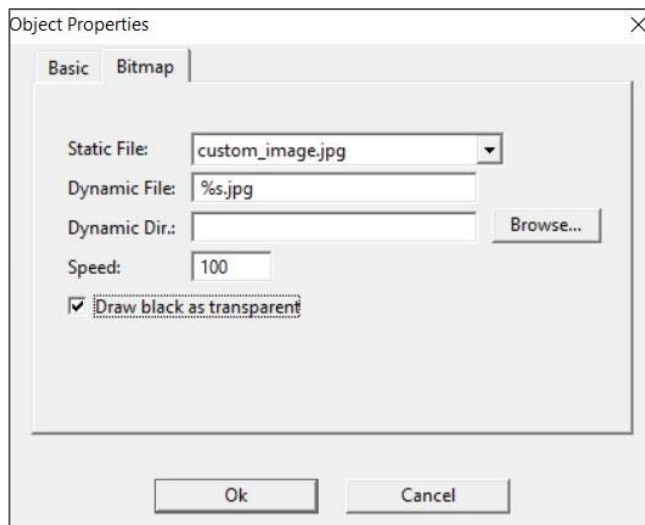 Object Properties
Basic Bitmap
Static File: custom_image.jpg
Dynamic File: %s.jpg
Dynamic Dir.: Browse...
Speed: 100
Draw black as transparent
Ok Cancel